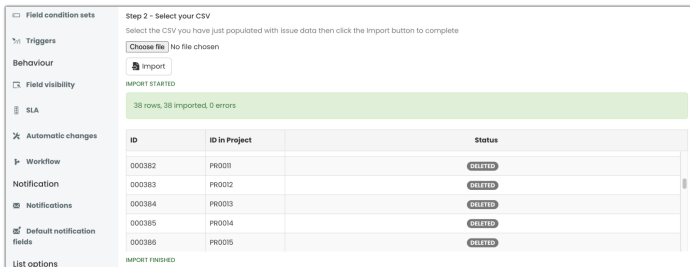 Field condition sets
Triggers
Behaviour
Field visibility
SLA
Automatic changes
Workflow
Notification
Notifications
Default notification
fields
List options
Step 2 - Select your CSV
Select the CSV you have just populated with issue data then click the Import button to complete
Choose file No file chosen
Import
IMPORT STARTED
38 rows, 38 imported, 0 errors
ID ID in Project Status
000382 PR0011 DELETED
000383 PR0012 DELETED
000384 PR0013 DELETED
000385 PR0014 DELETED
000386 PR0015 DELETED
IMPORT FINISHED